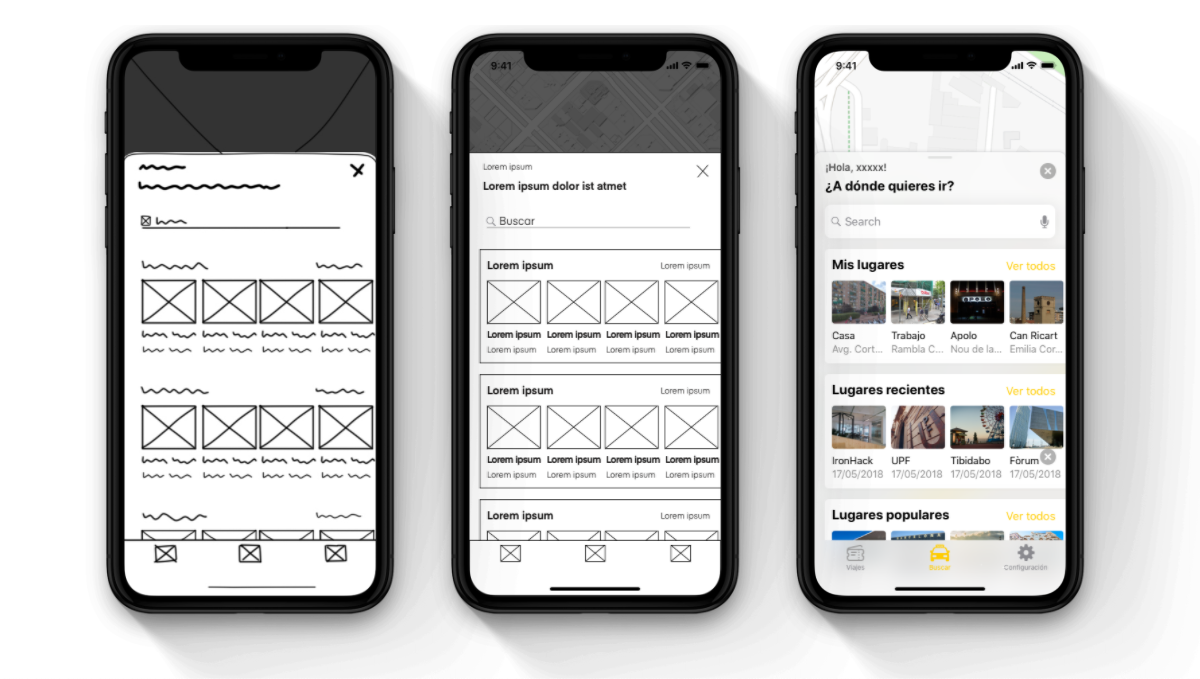 9:41
Lorem ipsum
Lorem ipsum dolor ist atmet
Buscar
Lorem ipsum Lorem ipsum
Lorem ipsum Lorem ipsum Lorem ipsum Lorem ipsum
Lorem ipsum Lorem ipsum Lorem ipsum Lorem ipsum
Lorem ipsum Lorem ipsum
Lorem ipsum Lorem ipsum Lorem ipsum Lorem ipsum
Lorem ipsum Lorem ipsum Lorem ipsum Lorem ipsum
Lorem ipsum Lorem ipsum
9:41
¡Hola, xxxxx!
¿A dónde quieres ir?
Search
Mis lugares Ver todos
APOLO
Casa Trabajo Apolo Can Ricart
Avg. Cort... Rambla C... Nou de la... Emilia Cor...
Lugares recientes Ver todos
IronHack UPF Tibidabo Fòrum
17/05/2018 17/05/2018 17/05/2018 17/05/2018
Lugares populares Ver todos
Viajes Buscar Configuración